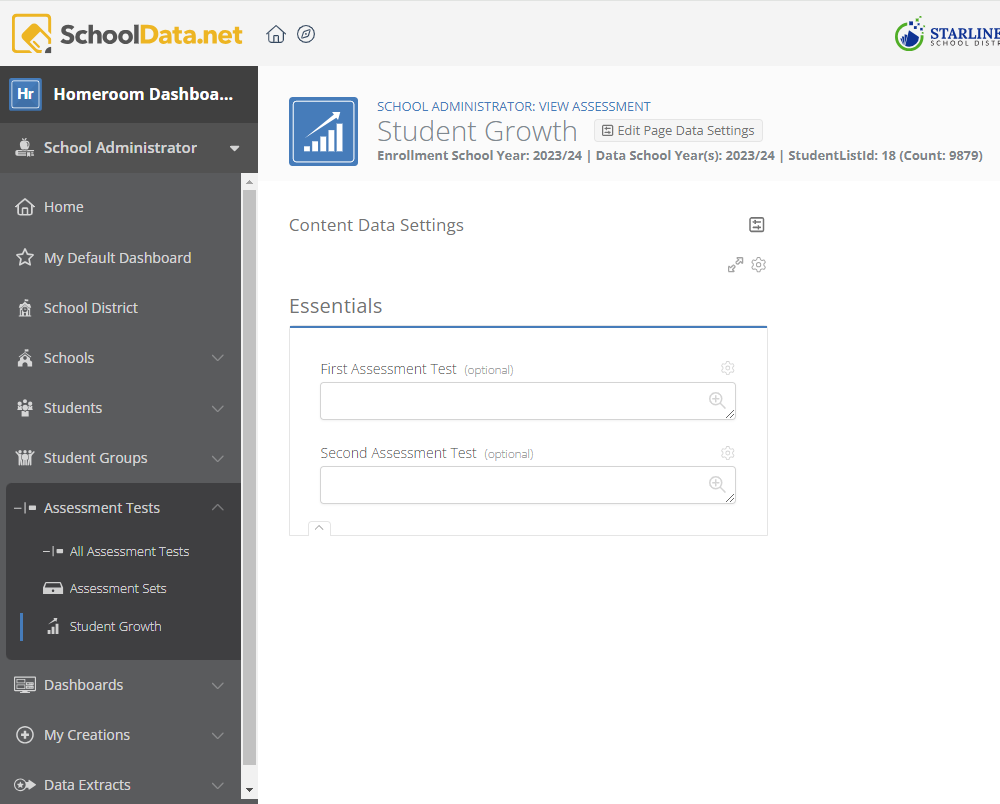 SchoolData.net
STARLINE
SCHOOL DISTR
Hr Homeroom Dashboa...
School Administrator
Home
My Default Dashboard
School District
Schools
Students
Student Groups
Assessment Tests
All Assessment Tests
Assessment Sets
Student Growth
Dashboards
My Creations
Data Extracts
SCHOOL ADMINISTRATOR: VIEW ASSESSMENT
Student Growth Edit Page Data Settings
Enrollment School Year: 2023/24 | Data School Year(s): 2023/24 | StudentListId: 18 (Count: 9879)
Content Data Settings
Essentials
First Assessment Test (optional)
Second Assessment Test (optional)